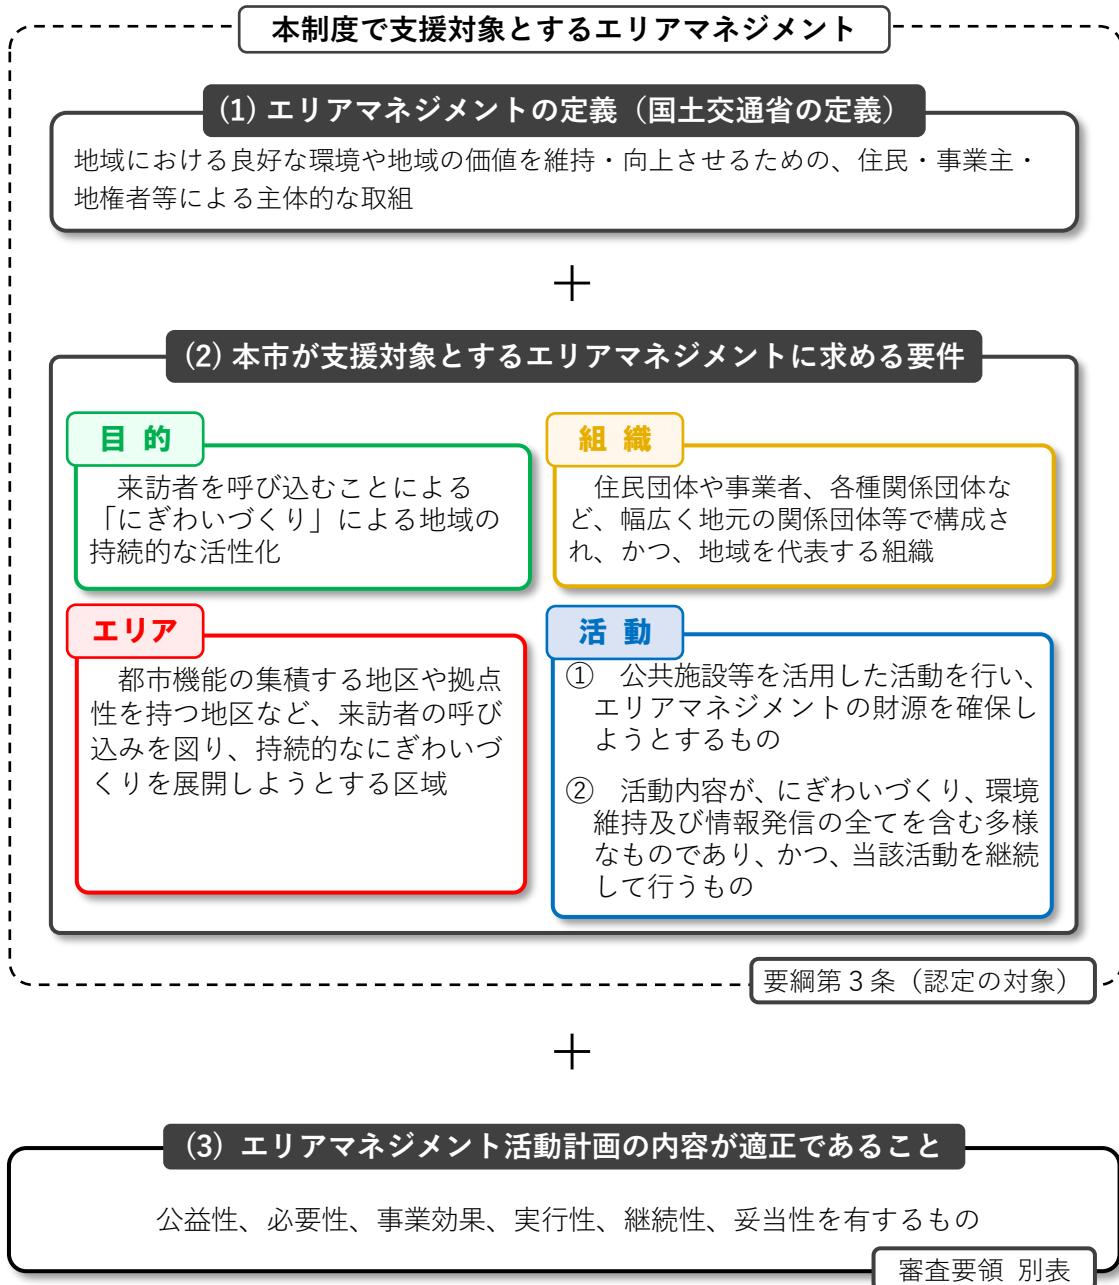 本制度で支援対象とするエリアマネジメント
(1) エリアマネジメントの定義（国土交通省の定義）
地域における良好な環境や地域の価値を維持・向上させるための、住民・事業主・
地権者等による主体的な取組
＋
(2) 本市が支援対象とするエリアマネジメントに求める要件
目 的
来訪者を呼び込むことによる
「にぎわいづくり」による地域の
持続的な活性化
組 織
住民団体や事業者、各種関係団体な
ど、幅広く地元の関係団体等で構成さ
れ、かつ、地域を代表する組織
エリア
都市機能の集積する地区や拠点
性を持つ地区など、来訪者の呼び
込みを図り、持続的なにぎわいづ
くりを展開しようとする区域
活 動
① 公共施設等を活用した活動を行い、
エリアマネジメントの財源を確保し
ようとするもの
② 活動内容が、にぎわいづくり、環境
維持及び情報発信の全てを含む多様
なものであり、かつ、当該活動を継続
して行うもの
要綱第３条（認定の対象）
＋
(3) エリアマネジメント活動計画の内容が適正であること
公益性、必要性、事業効果、実行性、継続性、妥当性を有するもの
審査要領 別表